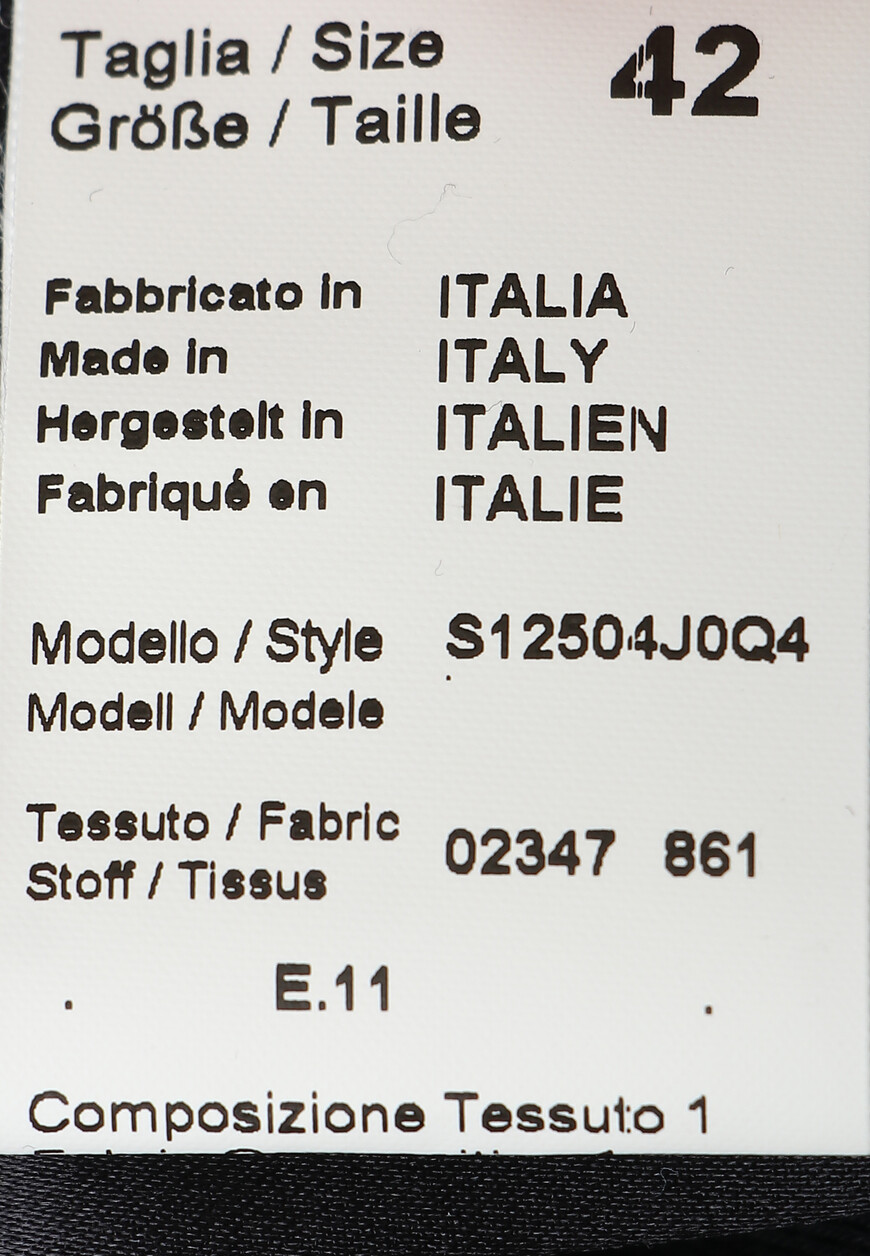 Taglia / Size 42
Größe / Taille
Fabbricato in ITALIA
Made in ITALY
Hergestelt in ITALIEN
Fabriqué en ITALIE
Modello / Style S12504J0Q4
Modell / Modele
Tessuto / Fabric 02347 861
Stoff / Tissus
. E.11 .
Composizione Tessuto 1